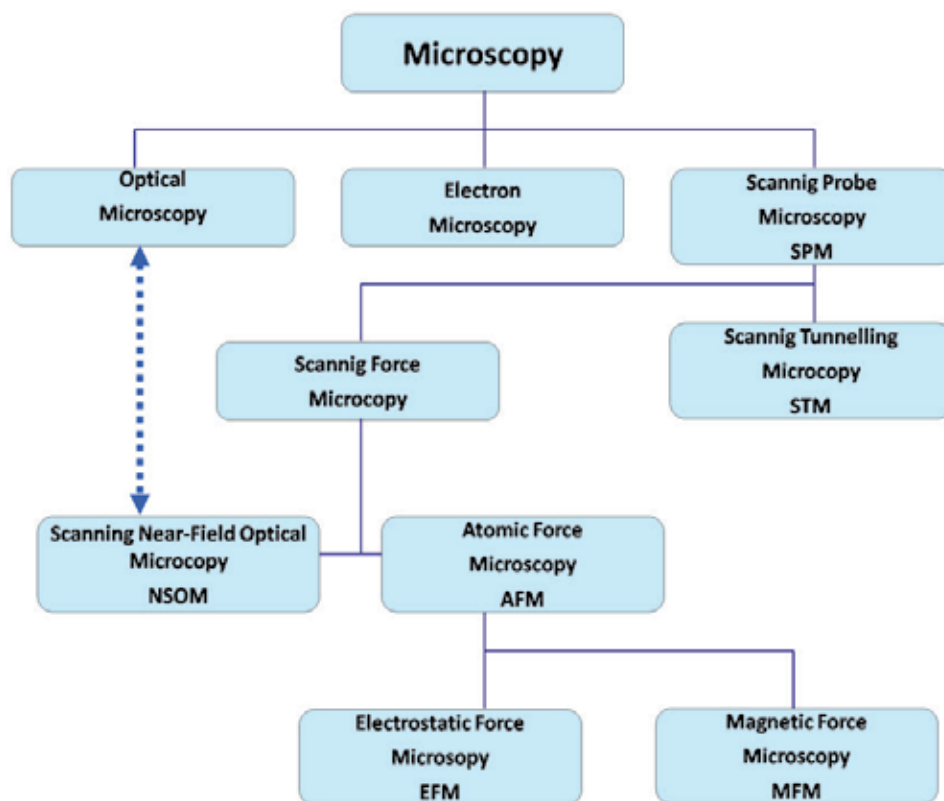 Microscopy
Optical
Microscopy
Electron
Microscopy
Scannig Probe
Microscopy
SPM
Scannig Force
Microcopy
Scannig Tunnelling
Microcopy
STM
Scanning Near-Field Optical
Microcopy
NSOM
Atomic Force
Microscopy
AFM
Electrostatic Force
Microsopy
EFM
Magnetic Force
Microscopy
MFM